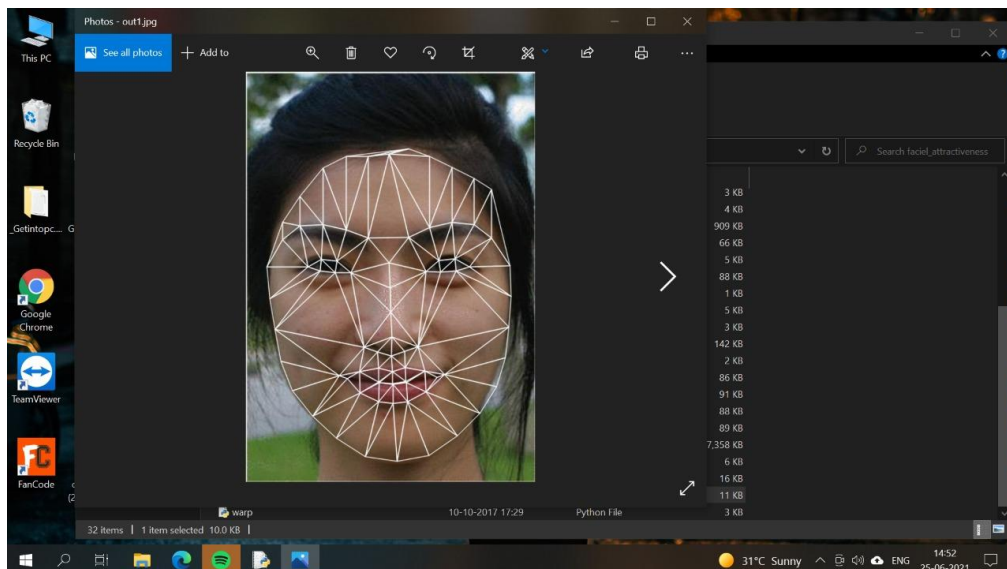 Photos - out1.jpg
See all photos
Add to
This PC
Recycle Bin
_Getintopc....
G
Google
Chrome
TeamViewer
FanCode
(2
Search faciel_attractiveness
3 KB
4 KB
909 KB
66 KB
5 KB
88 KB
1 KB
5 KB
3 KB
142 KB
2 KB
86 KB
91 KB
88 KB
89 KB
7,358 KB
6 KB
16 KB
11 KB
warp 10-10-2017 17:29 Python File 3 KB
32 items 1 item selected 10.0 KB
31°C Sunny ENG 14:52
25-06-2021